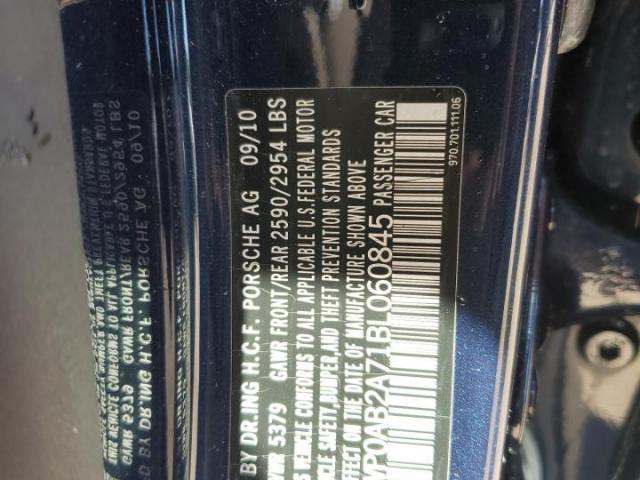 BY DR.ING H.C.F. PORSCHE AG 09/10
5379 GAWR FRONT/REAR 2590/2954 LBS
VEHICLE CONFORMS TO ALL APPLICABLE U.S.FEDERAL MOTOR
SAFETY,BUMPER,AND THEFT PREVENTION STANDARDS
EFFECT ON THE DATE OF MANUFACTURE SHOWN ABOVE
WP0AB2A71BL060845 PASSENGER CAR
970.701.111.06